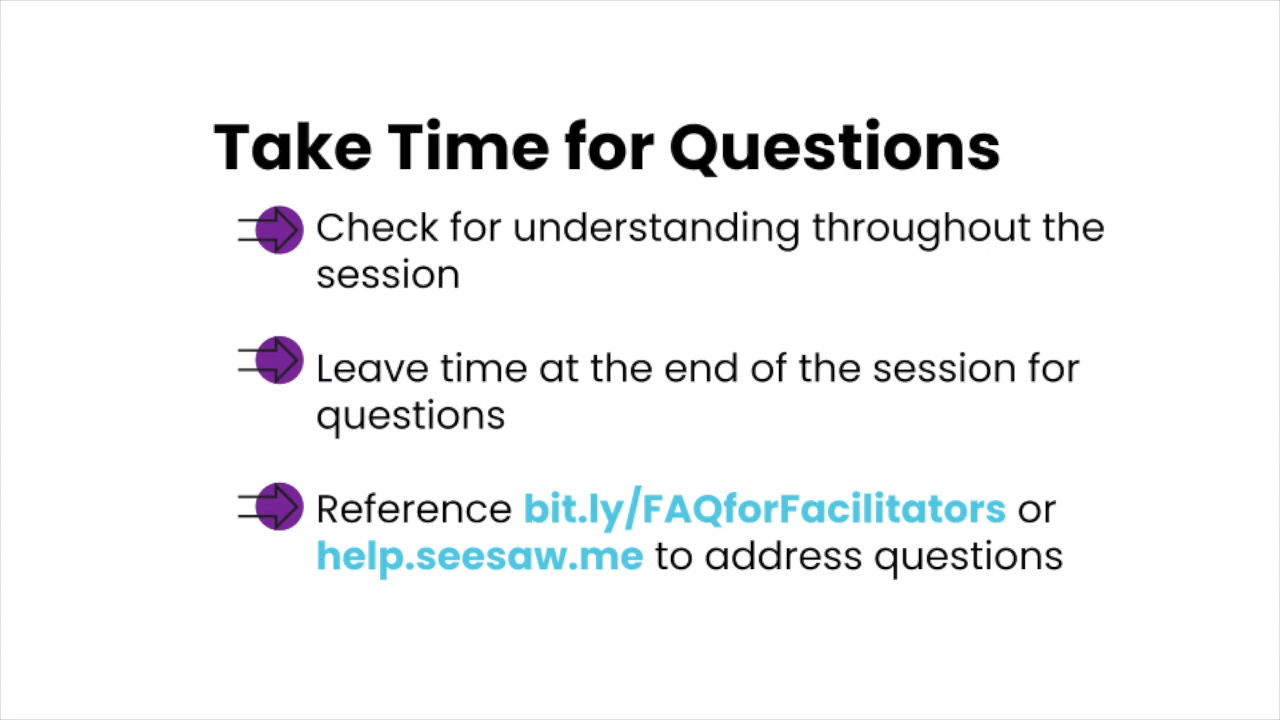 Take Time for Questions
Check for understanding throughout the
session
Leave time at the end of the session for
questions
Reference bit.ly/FAQforFacilitators or
help.seesaw.me to address questions